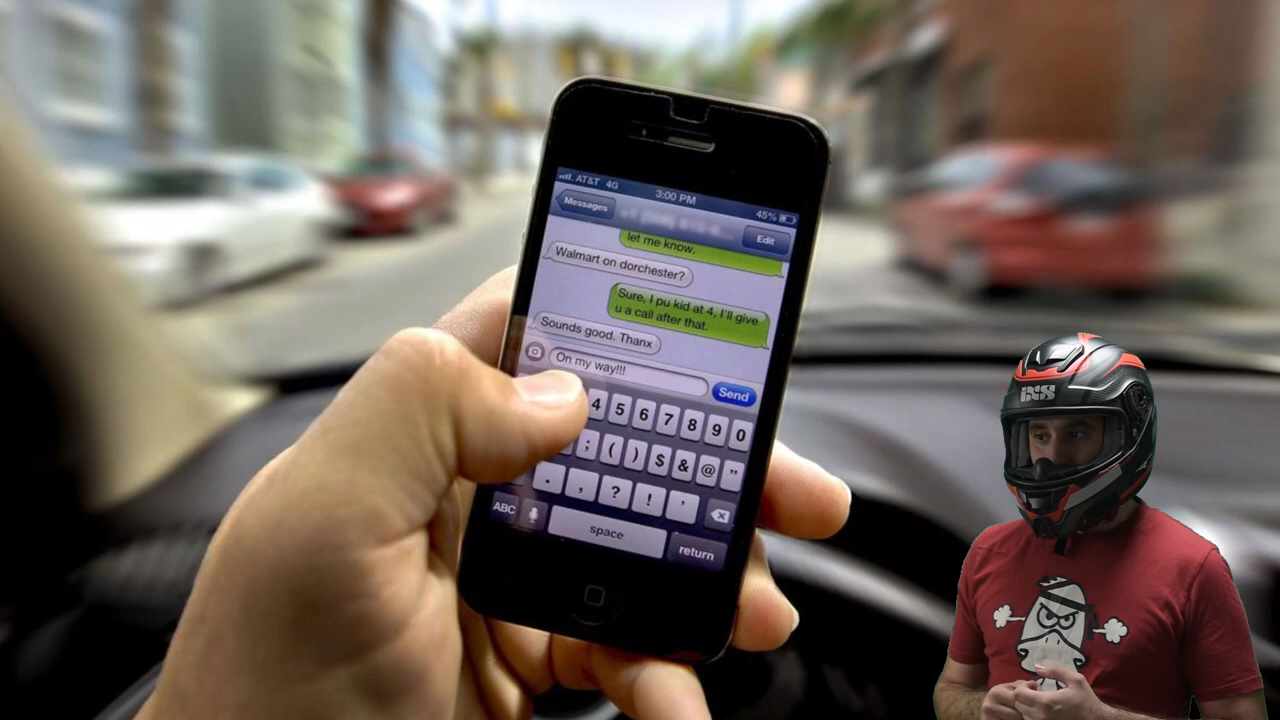 AT&T 4G 3:00 PM 45%
Messages Edit
let me know.
Walmart on dorchester?
Sure, I pu kid at 4, I'll give
u a call after that.
Sounds good. Thanx
On my way!!! Send
4 5 6 7 8 9 0
; ( ) $ & @ "
. , ? ! '
ABC space return
IXS